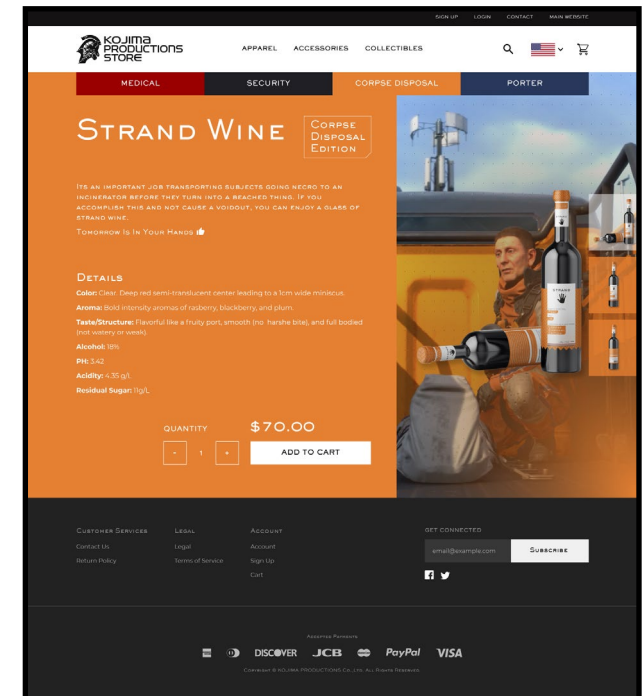 SIGN UP LOGIN CONTACT MAIN WEBSITE
KOJIMA
PRODUCTIONS
STORE
APPAREL ACCESSORIES COLLECTIBLES
MEDICAL SECURITY CORPSE DISPOSAL PORTER
STRAND WINE
CORPSE
DISPOSAL
EDITION
ITS AN IMPORTANT JOB TRANSPORTING SUBJECTS GOING NECRO TO AN
INCINERATOR BEFORE THEY TURN INTO A BEACHED THING. IF YOU
ACCOMPLISH THIS AND NOT CAUSE A VOIDOUT, YOU CAN ENJOY A GLASS OF
STRAND WINE.
TOMORROW IS IN YOUR HANDS
DETAILS
Color: Clear. Deep red semi-translucent center leading to a 1cm wide miniscus.
Aroma: Bold intensity aromas of rasberry, blackberry, and plum.
Taste/Structure: Flavorful like a fruity port, smooth (no harshe bite), and full bodied
(not watery or weak).
Alcohol: 18%
PH: 3.42
Acidity: 4.35 g/L
Residual Sugar: 11g/L
QUANTITY $70.00
- 1 + ADD TO CART
STRAND
CUSTOMER SERVICES LEGAL ACCOUNT GET CONNECTED
Contact Us Legal Account email@example.com SUBSCRIBE
Return Policy Terms of Service Sign Up
Cart
ACCEPTED PAYMENTS
DISCOVER JCB PayPal VISA
COPYRIGHT © KOJIMA PRODUCTIONS CO., LTD. ALL RIGHTS RESERVED.